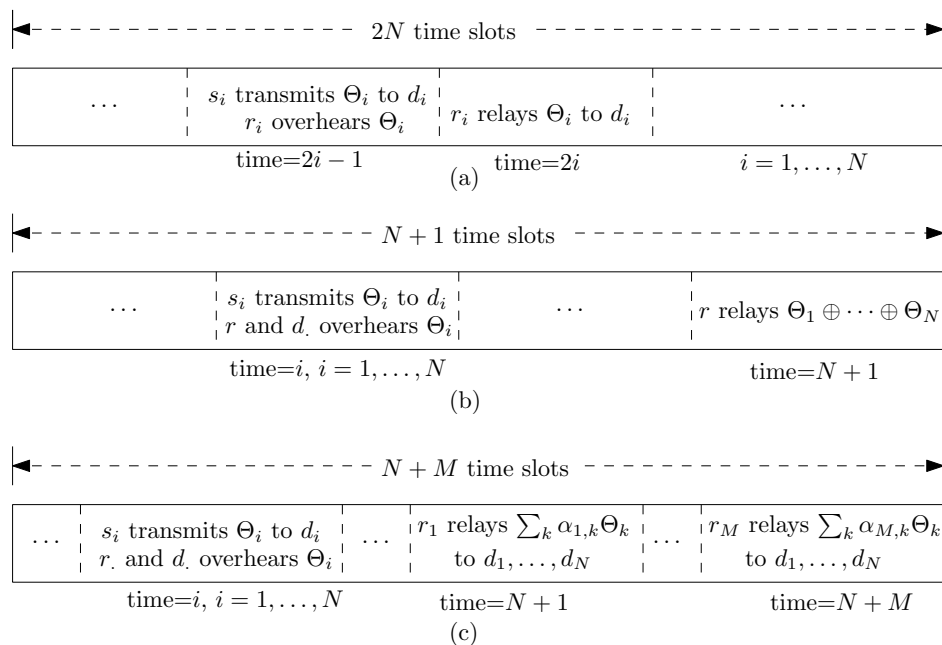 2N time slots
· · ·
s_i transmits Θ_i to d_i
r_i overhears Θ_i
r_i relays Θ_i to d_i
· · ·
time=2i − 1
time=2i
i = 1, . . . , N
(a)
N + 1 time slots
· · ·
s_i transmits Θ_i to d_i
r and d. overhears Θ_i
· · ·
r relays Θ_1 ⊕ · · · ⊕ Θ_N
time=i, i = 1, . . . , N
time=N + 1
(b)
N + M time slots
· · ·
s_i transmits Θ_i to d_i
r. and d. overhears Θ_i
· · ·
r_1 relays ∑_k α_{1,k}Θ_k
to d_1, . . . , d_N
· · ·
r_M relays ∑_k α_{M,k}Θ_k
to d_1, . . . , d_N
time=i, i = 1, . . . , N
time=N + 1
time=N + M
(c)